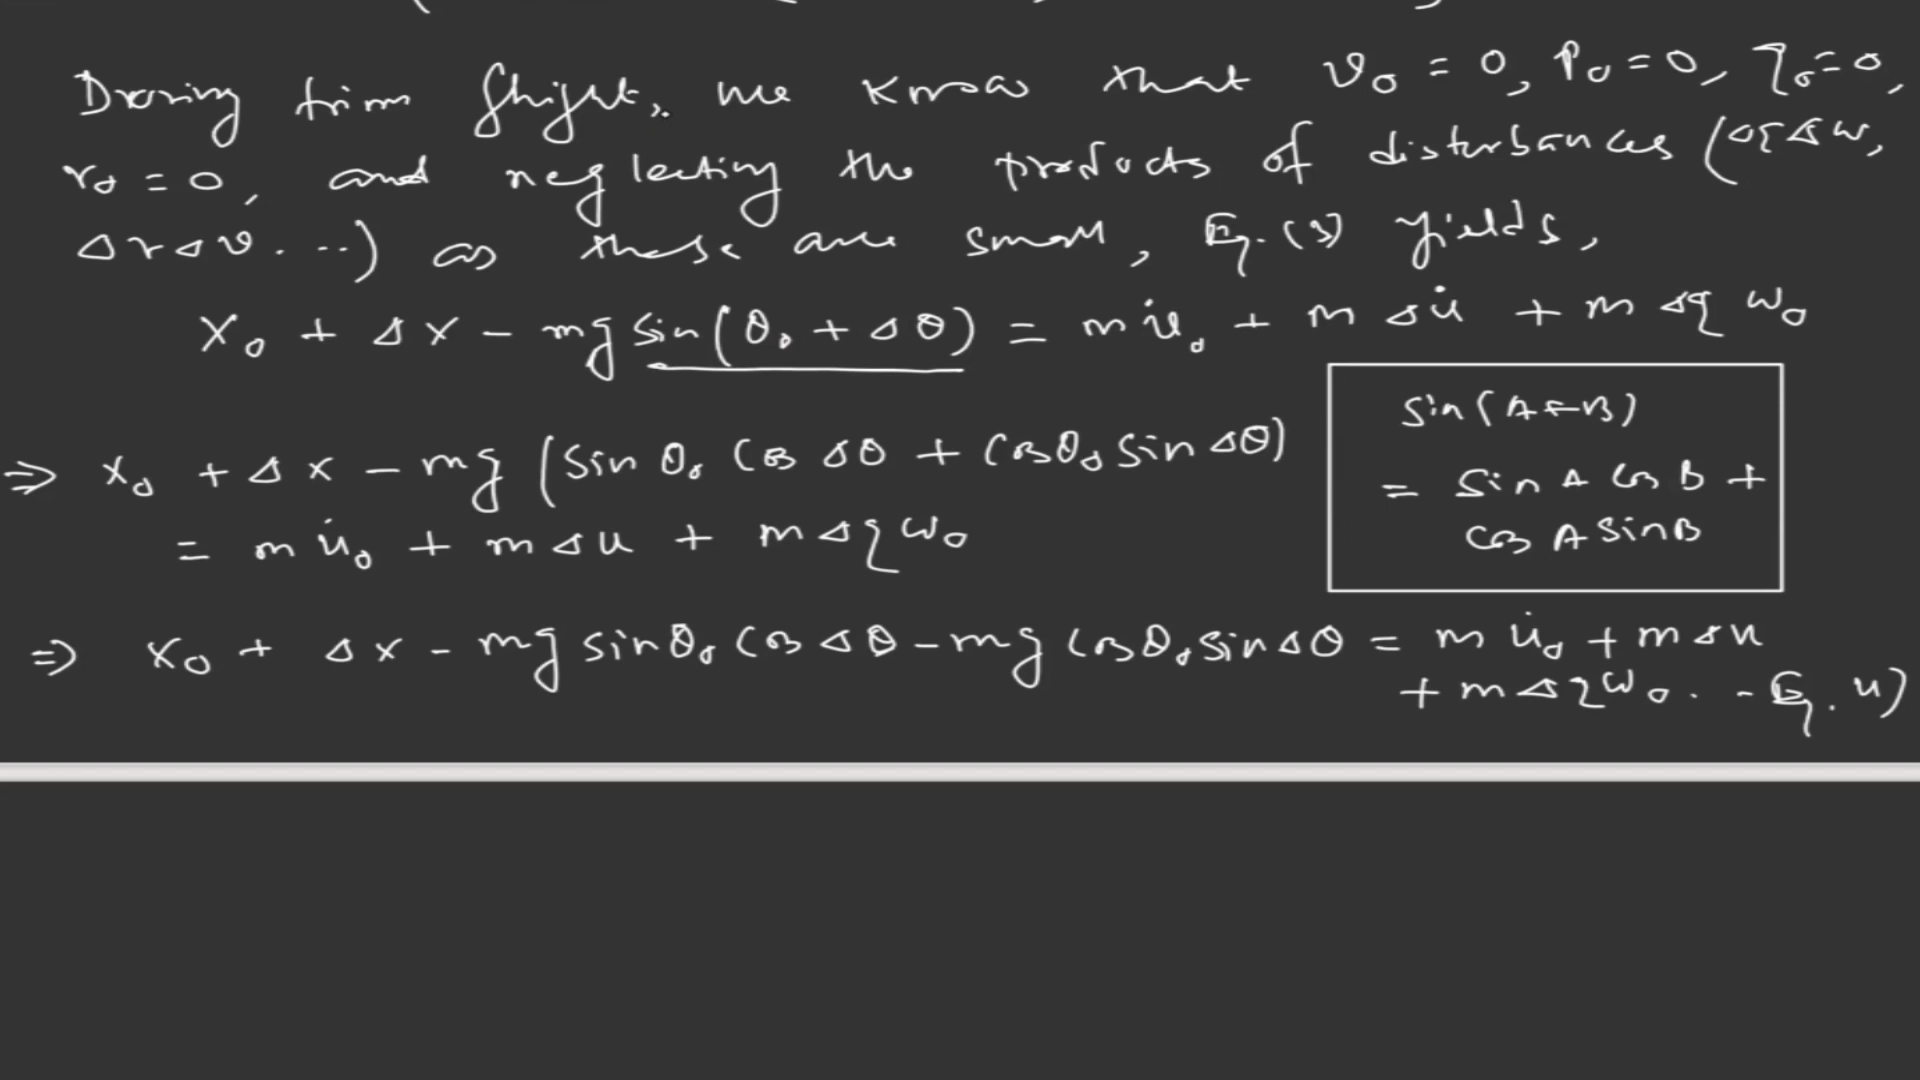 During trim flight, we know that v₀ = 0, p₀ = 0, q₀ = 0,
r₀ = 0, and neglecting the products of disturbances (ΔqΔw,
ΔrΔv. ..) as these are small, Eq. (3) yields,
X₀ + ΔX - mg sin(θ₀ + Δθ) = m u̇₀ + m Δu̇ + m Δq w₀
⇒ X₀ + ΔX - mg (sin θ₀ cos Δθ + cos θ₀ sin Δθ)
= m u̇₀ + m Δu + m Δq w₀
sin(A+B)
= sin A cos B +
cos A sin B
⇒ X₀ + ΔX - mg sin θ₀ cos Δθ - mg cos θ₀ sin Δθ = m u̇₀ + m Δu
+ m Δq w₀. - Eq. 4)